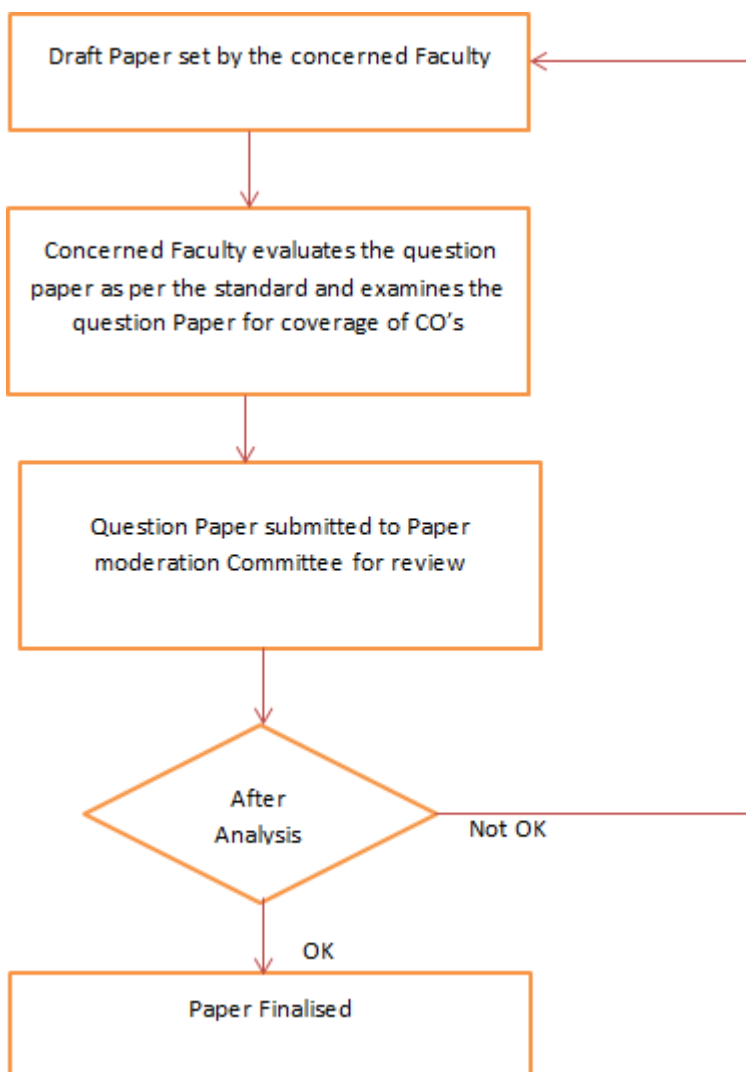 Draft Paper set by the concerned Faculty
Concerned Faculty evaluates the question
paper as per the standard and examines the
question Paper for coverage of CO’s
Question Paper submitted to Paper
moderation Committee for review
After
Analysis
Not OK
OK
Paper Finalised